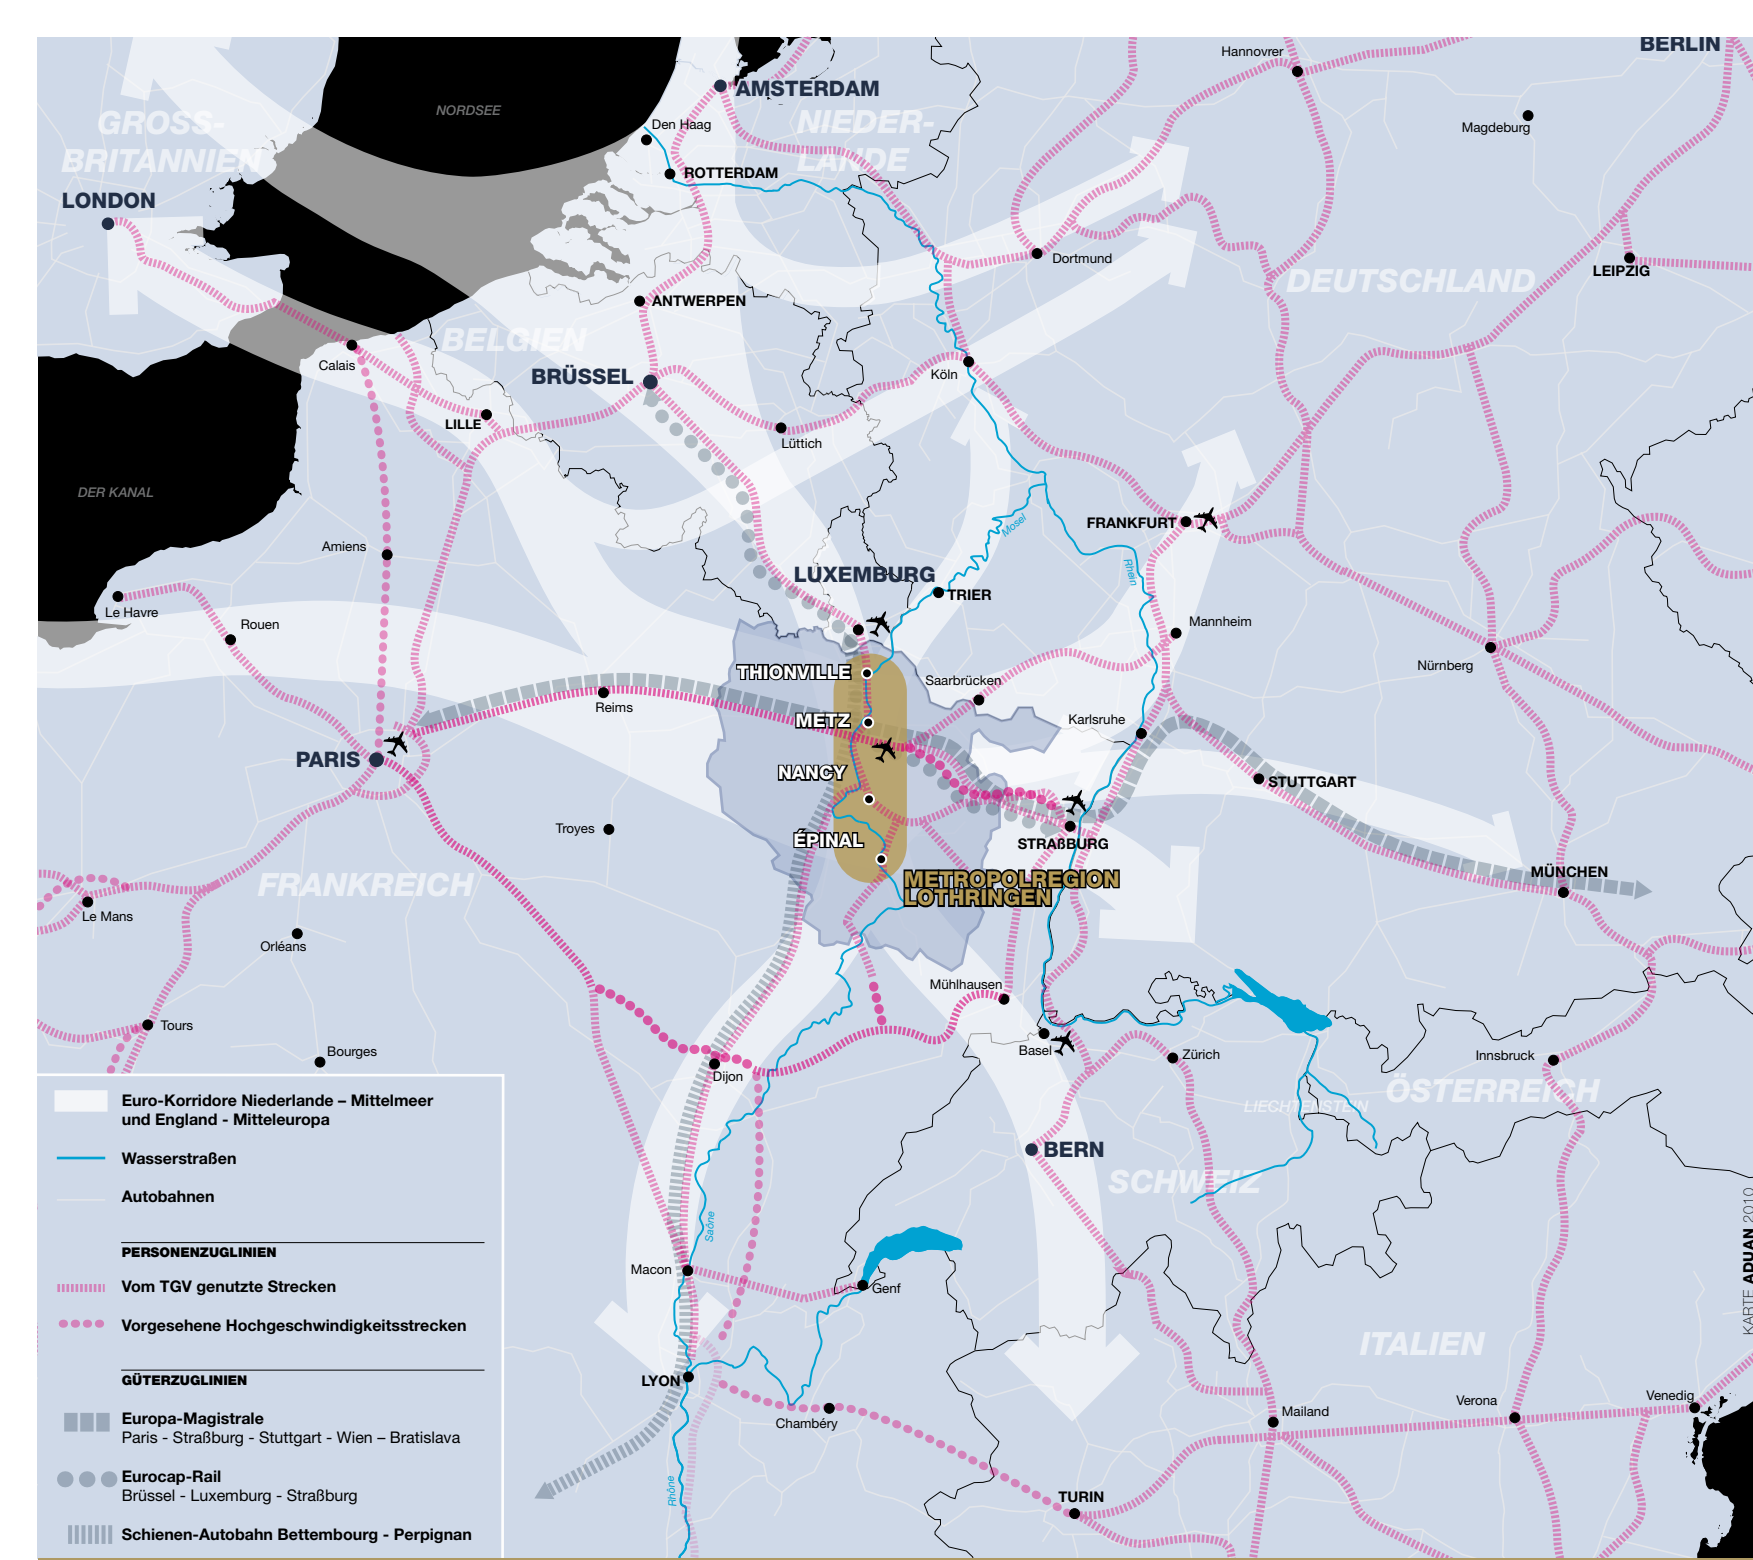 Hannovrer
BERLIN
AMSTERDAM
NORDSEE
GROSS-
BRITANNIEN
NIEDER-
LANDE
Den Haag
Magdeburg
ROTTERDAM
LONDON
Dortmund
DEUTSCHLAND
LEIPZIG
ANTWERPEN
BELGIEN
Calais
BRÜSSEL
Köln
LILLE
Lüttich
DER KANAL
Mosel
FRANKFURT
Amiens
Rhein
LUXEMBURG
TRIER
Le Havre
Rouen
Mannheim
THIONVILLE
Saarbrücken
Nürnberg
Reims
METZ
Karlsruhe
PARIS
NANCY
STUTTGART
Troyes
ÉPINAL
STRAßBURG
MÜNCHEN
METROPOLREGION
LOTHRINGEN
FRANKREICH
Le Mans
Orléans
Mühlhausen
Tours
Bourges
Basel
Zürich
Innsbruck
Dijon
ÖSTERREICH
LIECHTENSTEIN
BERN
SCHWEIZ
Saône
Macon
Genf
ITALIEN
LYON
Chambéry
Mailand
Verona
Venedig
Rhône
TURIN
Euro-Korridore Niederlande – Mittelmeer
und England - Mitteleuropa
Wasserstraßen
Autobahnen
PERSONENZUGLINIEN
Vom TGV genutzte Strecken
Vorgesehene Hochgeschwindigkeitsstrecken
GÜTERZUGLINIEN
Europa-Magistrale
Paris - Straßburg - Stuttgart - Wien – Bratislava
Eurocap-Rail
Brüssel - Luxemburg - Straßburg
Schienen-Autobahn Bettembourg - Perpignan
KARTE ADUAN 2010